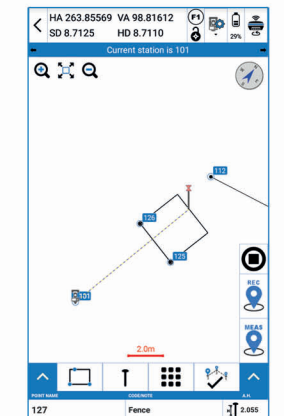 HA 263.85569 VA 98.81612
SD 8.7125 HD 8.7110
F1
29%
Current station is 101
112
126
125
101
REC
MEAS
2.0m
POINT NAME CODE/NOTE A.H.
127 Fence 2.055